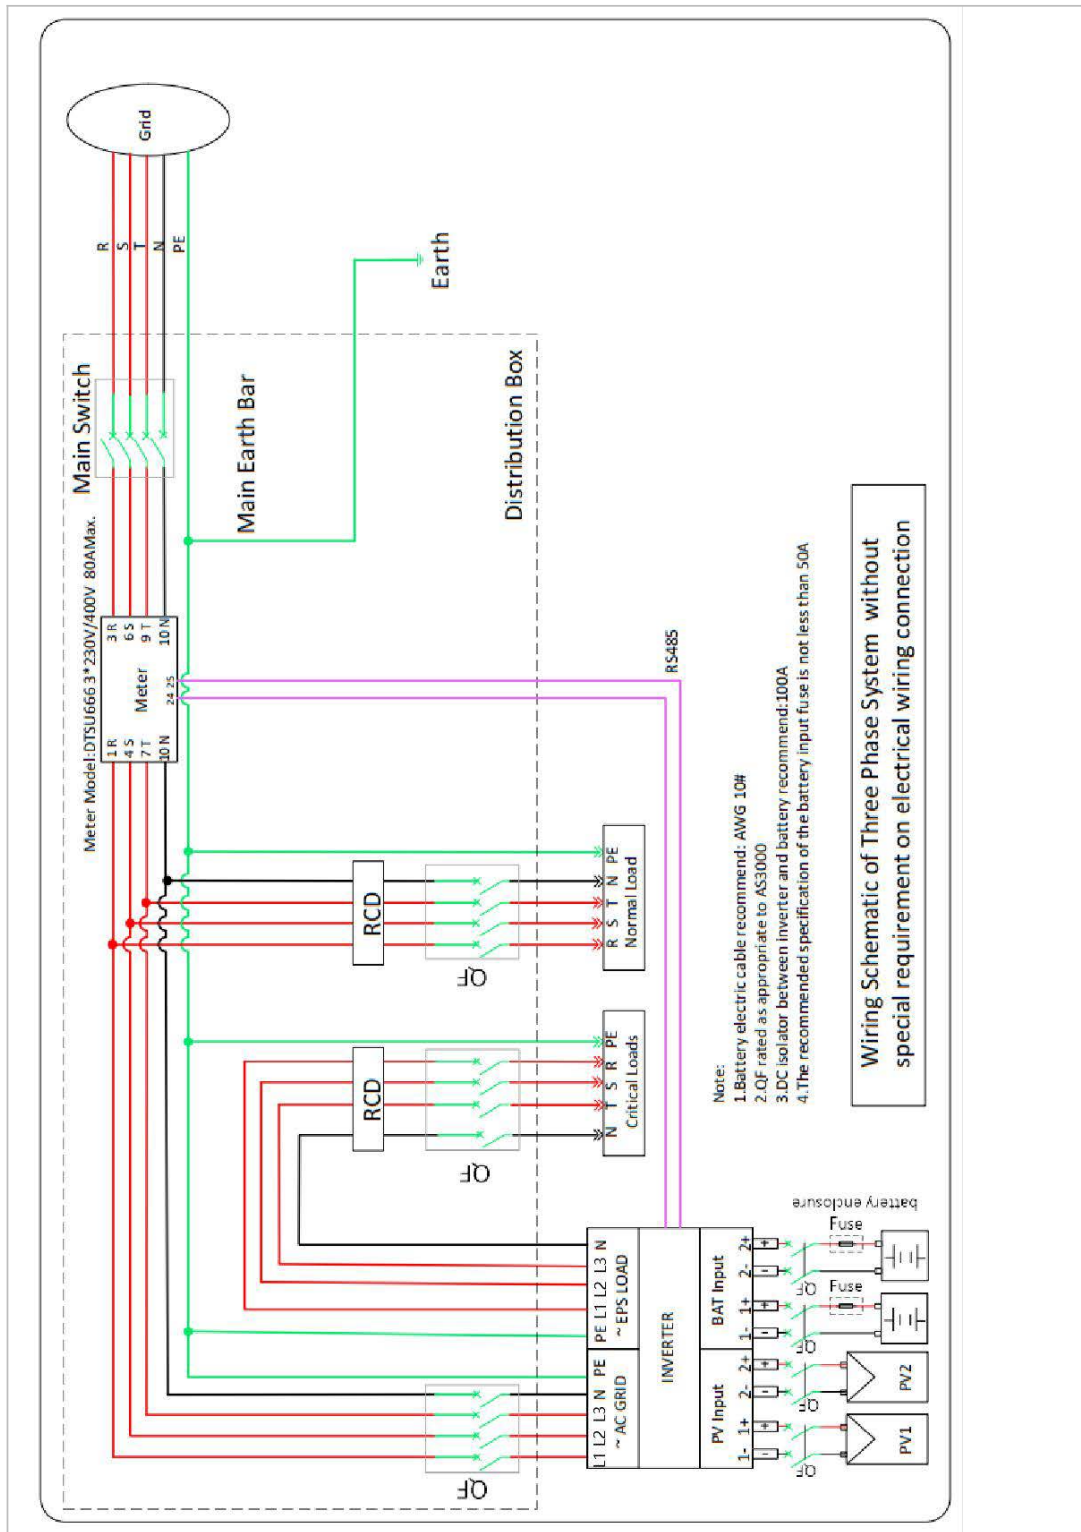 Grid
R
S
T
N
PE
Earth
Main Switch
Main Earth Bar
Distribution Box
Meter Model:DTSU666 3*230V/400V 80AMax.
3 R
6 S
9 T
10 N
Meter
24 25
1 R
4 S
7 T
10 N
RS485
RCD
QF
R S T N PE
Normal Load
RCD
QF
N T S R PE
Critical Loads
Note:
1.Battery electric cable recommend: AWG 10#
2.QF rated as appropriate to AS3000
3.DC isolator between inverter and battery recommend:100A
4.The recommended specification of the battery input fuse is not less than 50A
Wiring Schematic of Three Phase System without
special requirement on electrical wiring connection
QF
L1 L2 L3 N PE
~ AC GRID
PE L1 L2 L3 N
~ EPS LOAD
INVERTER
PV Input
BAT Input
1- 1+ 2- 2+
1- 1+ 2- 2+
- + - + - + - +
QF
QF
QF
QF
Fuse
Fuse
battery enclosure
PV1
PV2